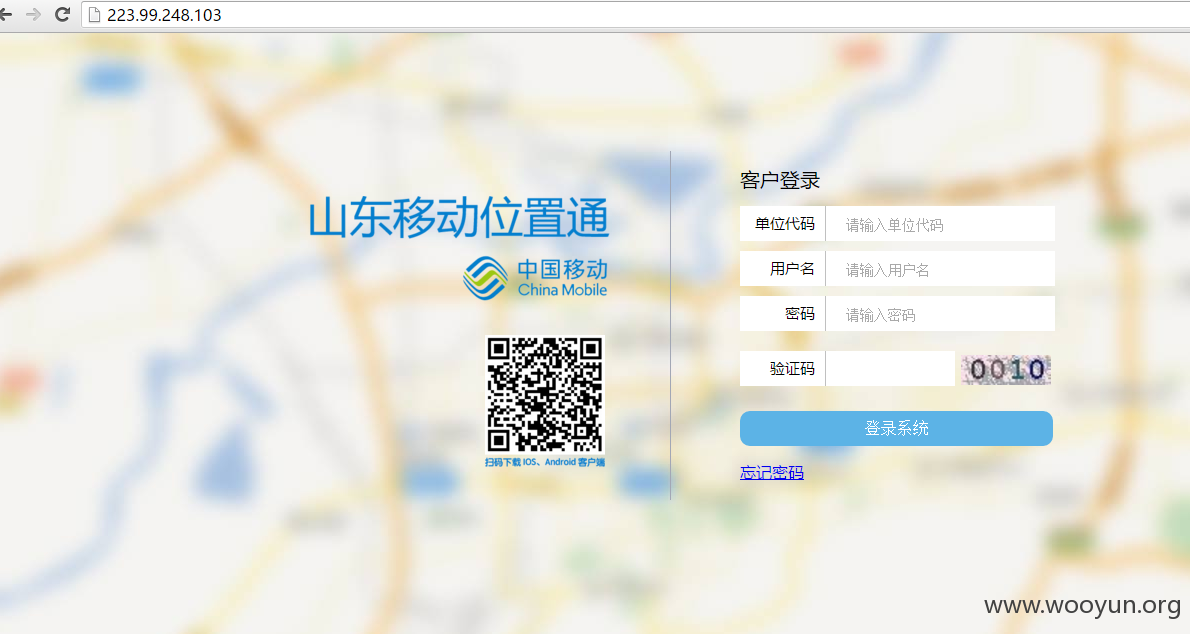 223.99.248.103
山东移动位置通
中国移动
China Mobile
扫码下载 IOS、Android 客户端
客户登录
单位代码 请输入单位代码
用户名 请输入用户名
密码 请输入密码
验证码 0010
登录系统
忘记密码
www.wooyun.org